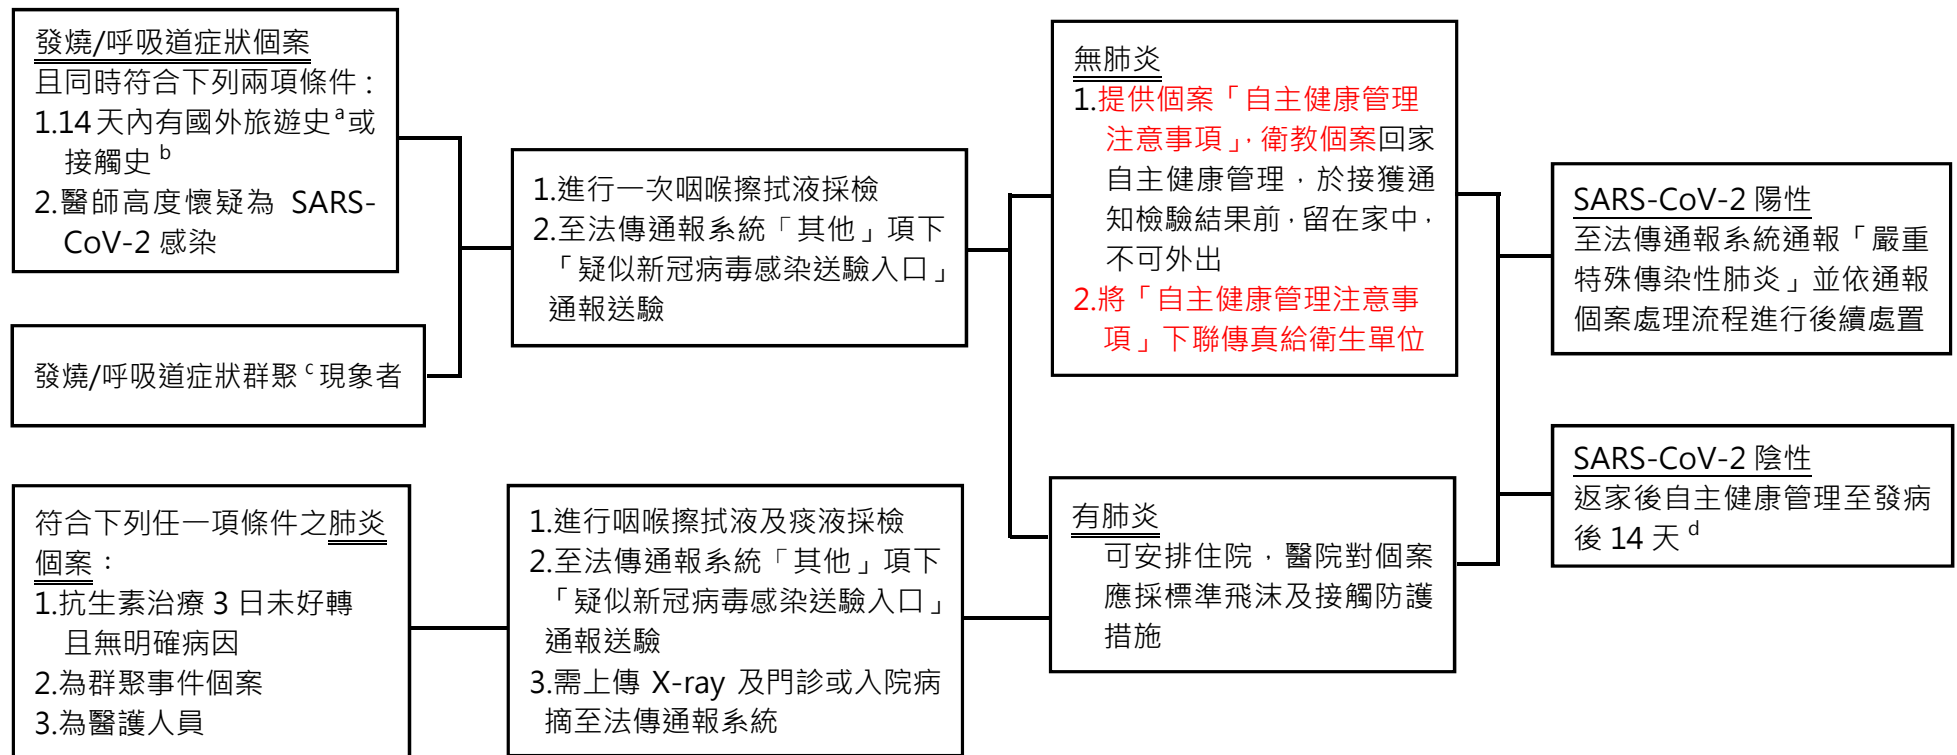 發燒/呼吸道症狀個案
且同時符合下列兩項條件：
1.14天內有國外旅遊史ᵃ或
接觸史ᵇ
2.醫師高度懷疑為 SARS-
CoV-2 感染
發燒/呼吸道症狀群聚ᶜ現象者
符合下列任一項條件之肺炎
個案：
1.抗生素治療 3 日未好轉
且無明確病因
2.為群聚事件個案
3.為醫護人員
1.進行一次咽喉擦拭液採檢
2.至法傳通報系統「其他」項下
「疑似新冠病毒感染送驗入口」
通報送驗
1.進行咽喉擦拭液及痰液採檢
2.至法傳通報系統「其他」項下
「疑似新冠病毒感染送驗入口」
通報送驗
3.需上傳 X-ray 及門診或入院病
摘至法傳通報系統
無肺炎
1.提供個案「自主健康管理
注意事項」，衛教個案回家
自主健康管理，於接獲通
知檢驗結果前，留在家中，
不可外出
2.將「自主健康管理注意事
項」下聯傳真給衛生單位
有肺炎
可安排住院，醫院對個案
應採標準飛沫及接觸防護
措施
SARS-CoV-2 陽性
至法傳通報系統通報「嚴重
特殊傳染性肺炎」並依通報
個案處理流程進行後續處置
SARS-CoV-2 陰性
返家後自主健康管理至發病
後 14 天ᵈ